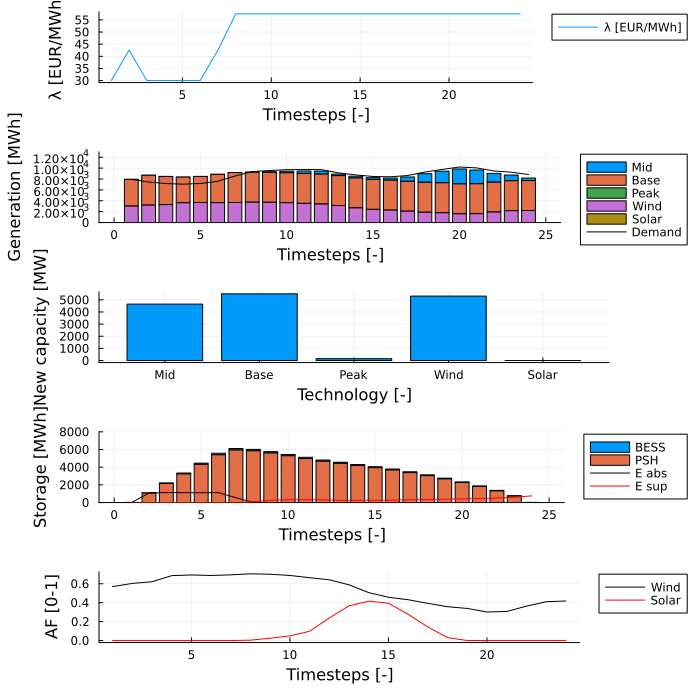 λ [EUR/MWh]
55
50
45
40
35
30
5
10
15
20
Timesteps [-]
λ [EUR/MWh]
Generation [MWh]
1.20×10⁴
1.00×10⁴
8.00×10³
6.00×10³
4.00×10³
2.00×10³
0
0
5
10
15
20
25
Timesteps [-]
Mid
Base
Peak
Wind
Solar
Demand
New capacity [MW]
5000
4000
3000
2000
1000
0
Mid
Base
Peak
Wind
Solar
Technology [-]
Storage [MWh]
8000
6000
4000
2000
0
0
5
10
15
20
25
Timesteps [-]
BESS
PSH
E abs
E sup
AF [0-1]
0.6
0.4
0.2
0.0
5
10
15
20
Timesteps [-]
Wind
Solar